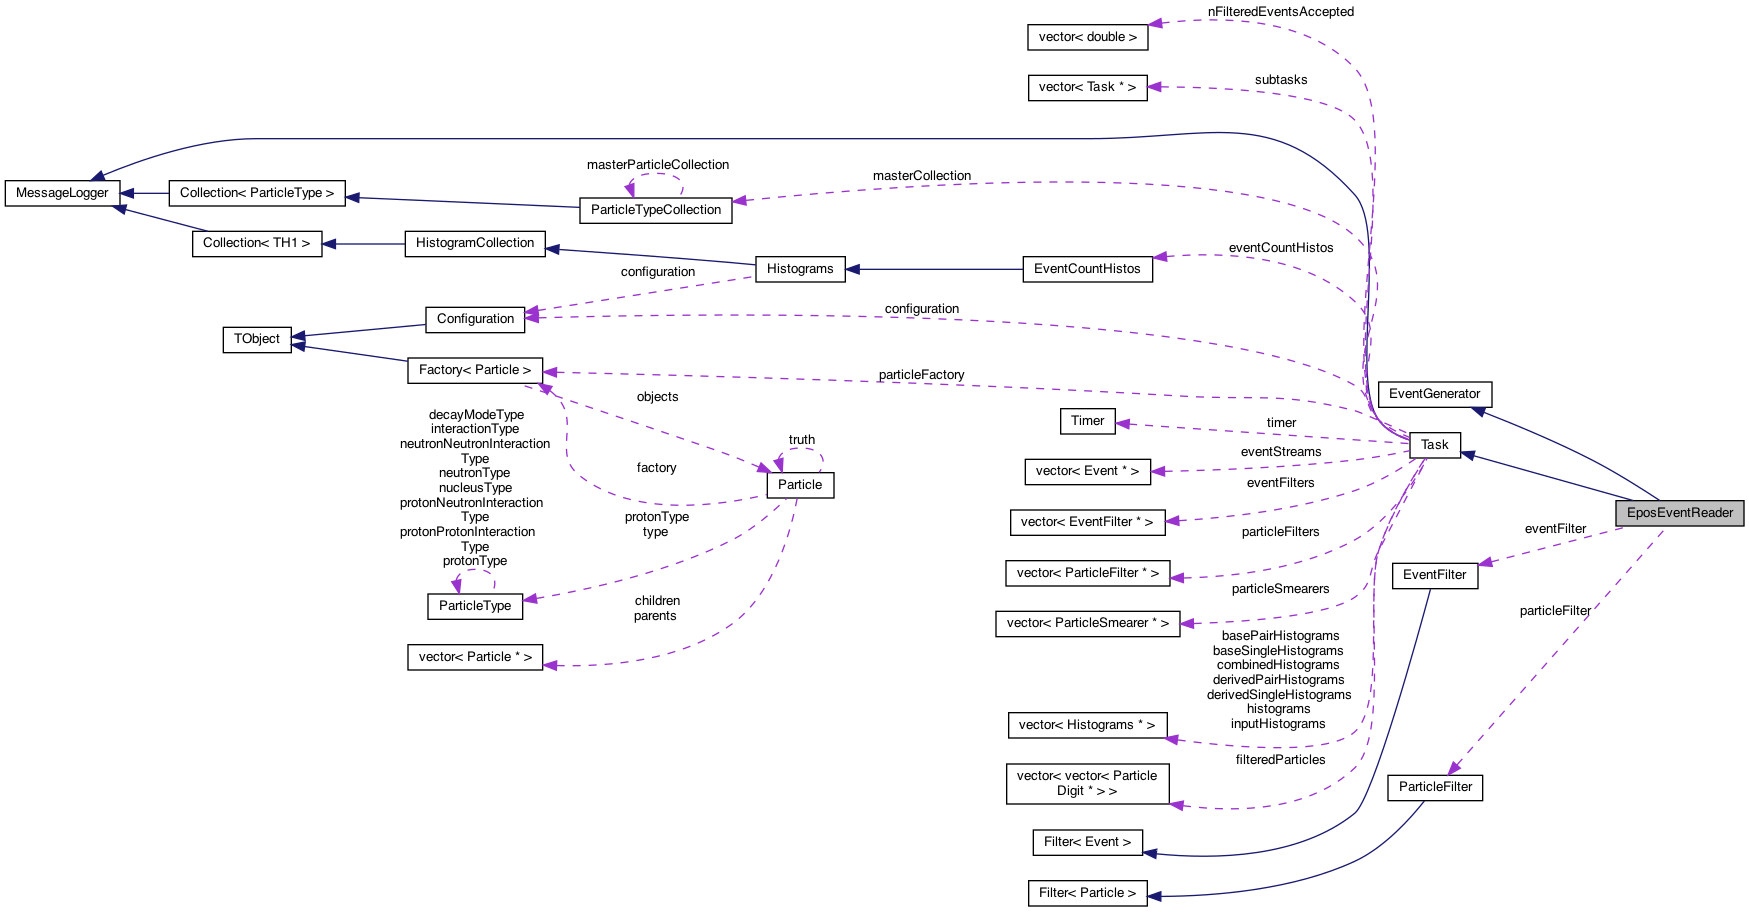 nFilteredEventsAccepted
vector< double >
subtasks
vector< Task * >
masterParticleCollection
masterCollection
MessageLogger
Collection< ParticleType >
ParticleTypeCollection
Collection< TH1 >
HistogramCollection
eventCountHistos
configuration
Histograms
EventCountHistos
configuration
Configuration
TObject
Factory< Particle >
particleFactory
objects
EventGenerator
decayModeType
interactionType
neutronNeutronInteraction
Type
neutronType
nucleusType
protonNeutronInteraction
Type
protonProtonInteraction
Type
protonType
truth
Timer
timer
Task
factory
eventStreams
vector< Event * >
Particle
eventFilters
EposEventReader
protonType
type
vector< EventFilter * >
particleFilters
eventFilter
vector< ParticleFilter * >
EventFilter
particleSmearers
ParticleType
children
parents
particleFilter
vector< ParticleSmearer * >
basePairHistograms
baseSingleHistograms
combinedHistograms
derivedPairHistograms
derivedSingleHistograms
histograms
inputHistograms
vector< Particle * >
vector< Histograms * >
filteredParticles
vector< vector< Particle
Digit * > >
ParticleFilter
Filter< Event >
Filter< Particle >